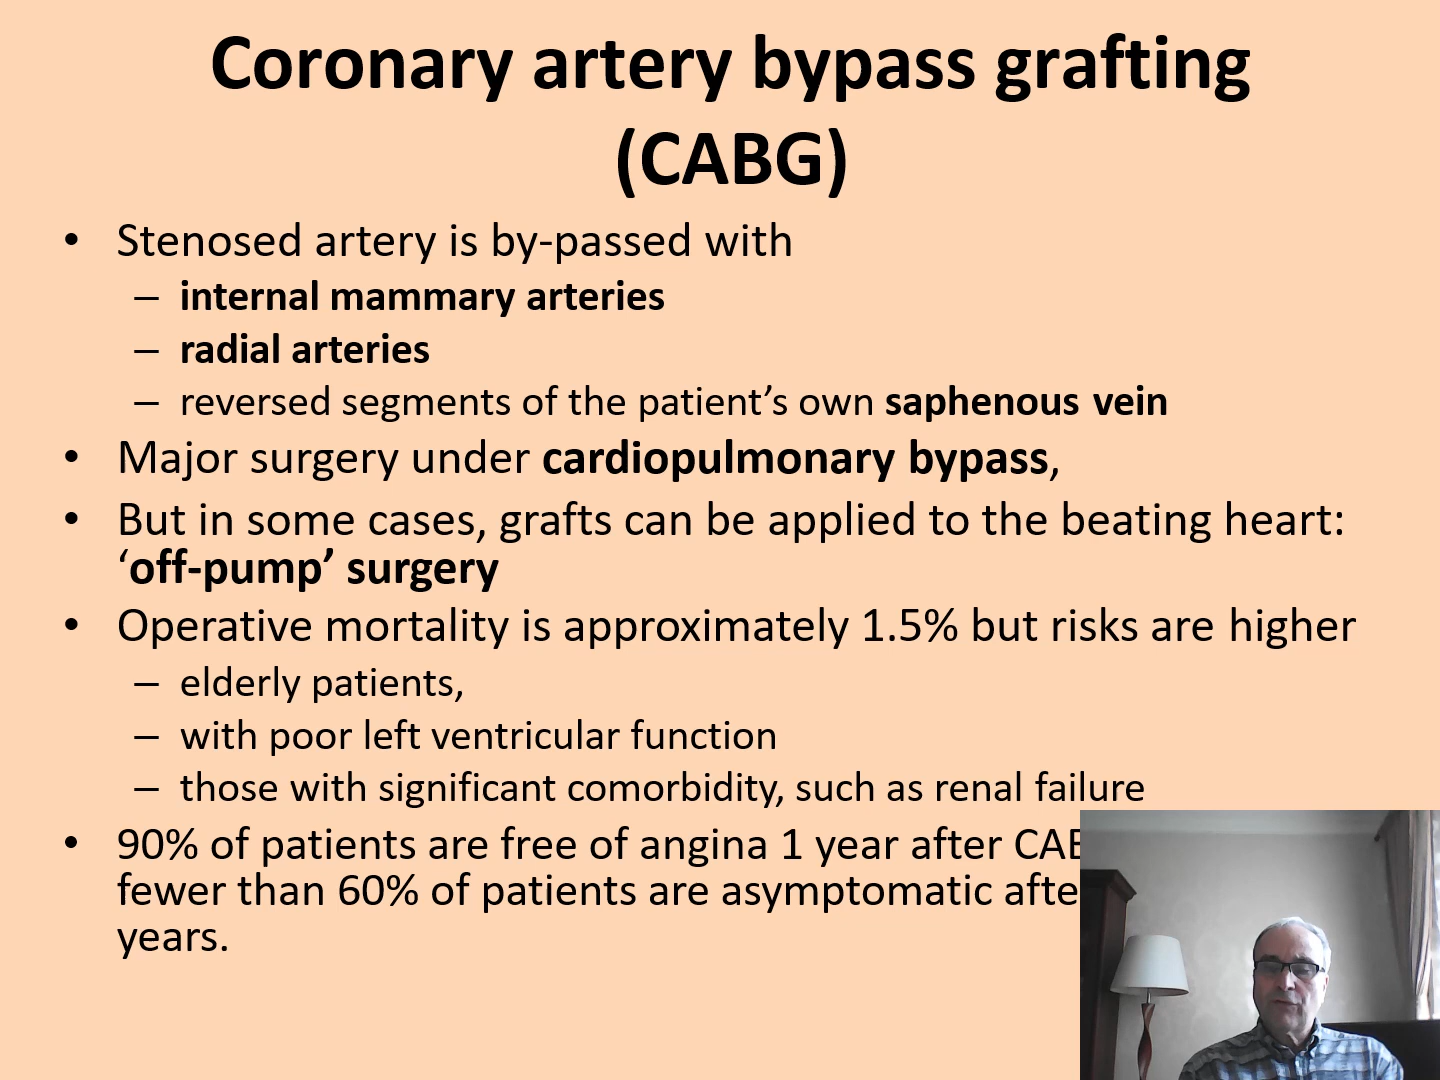 Coronary artery bypass grafting
(CABG)
• Stenosed artery is by-passed with
– internal mammary arteries
– radial arteries
– reversed segments of the patient’s own saphenous vein
• Major surgery under cardiopulmonary bypass,
• But in some cases, grafts can be applied to the beating heart:
‘off-pump’ surgery
• Operative mortality is approximately 1.5% but risks are higher
– elderly patients,
– with poor left ventricular function
– those with significant comorbidity, such as renal failure
• 90% of patients are free of angina 1 year after
fewer than 60% of patients are asymptomatic
years.